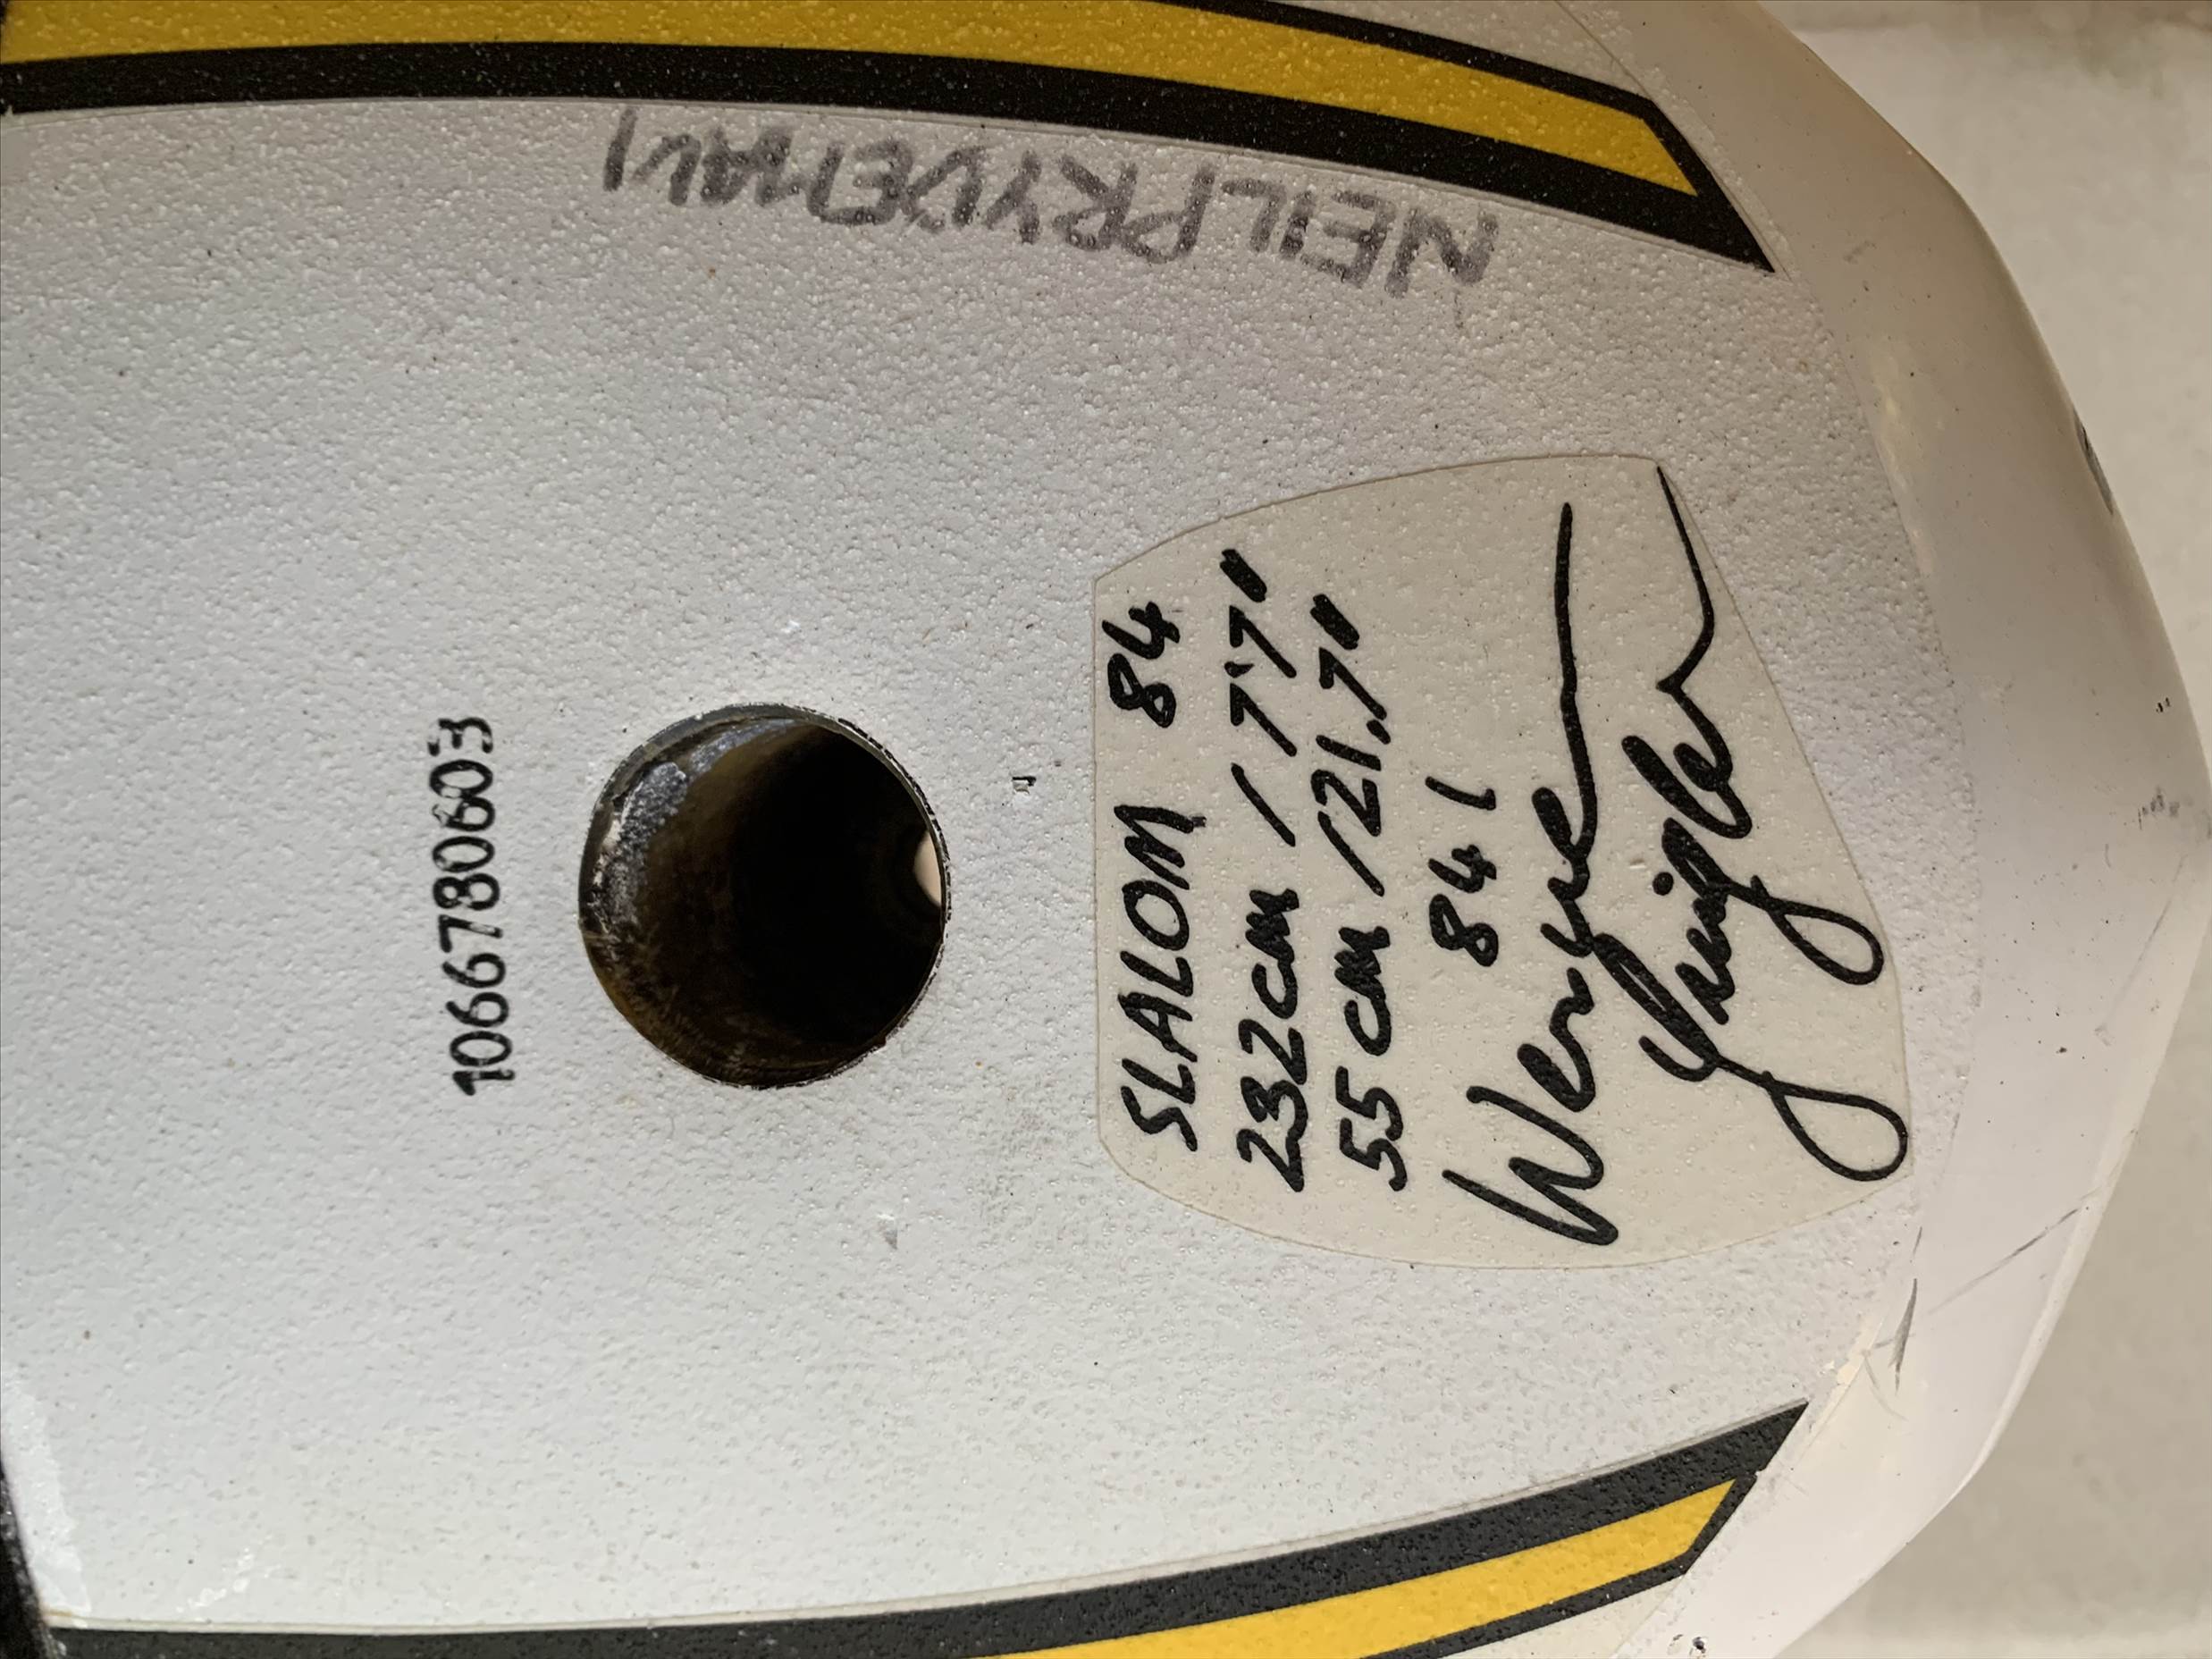 NEILPRYDEMAUI
1066780603
SLALOM 84
232cm / 7'7"
55cm / 21.7"
84 l
Werner
Gnigler